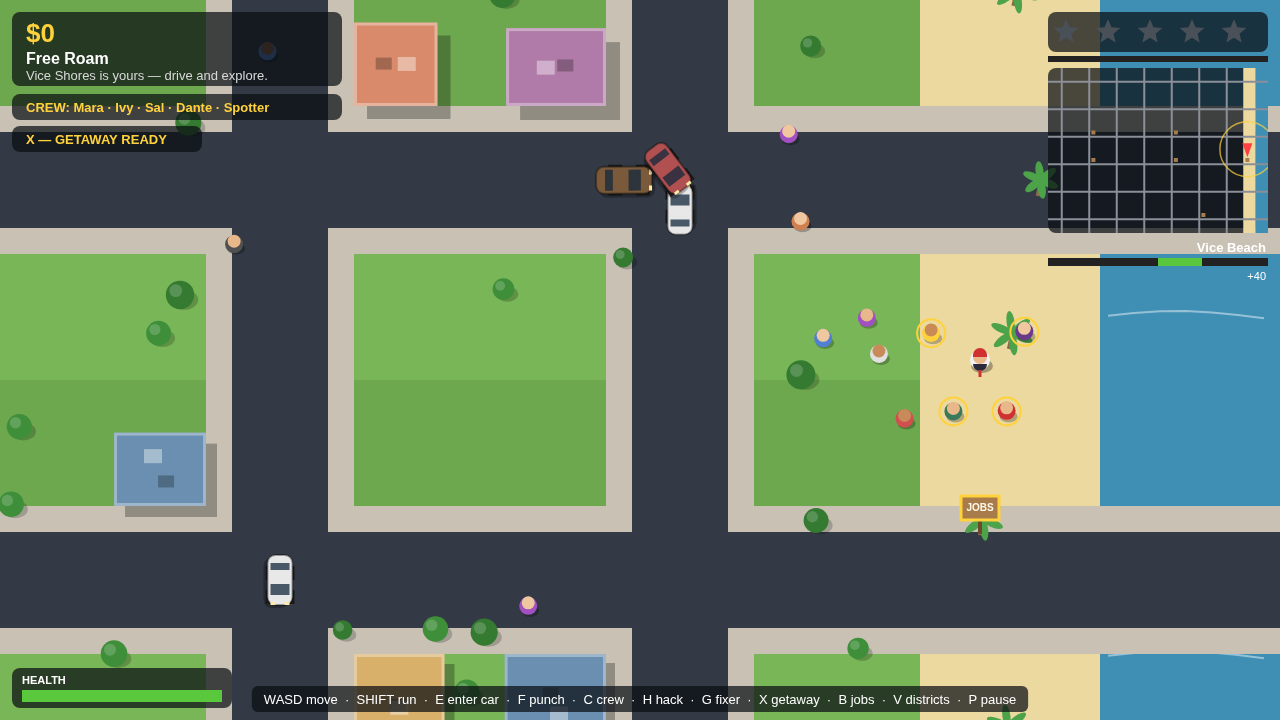 $0
Free Roam
Vice Shores is yours — drive and explore.
CREW: Mara · Ivy · Sal · Dante · Spotter
X — GETAWAY READY
Vice Beach
+40
JOBS
HEALTH
WASD move · SHIFT run · E enter car · F punch · C crew · H hack · G fixer · X getaway · B jobs · V districts · P pause